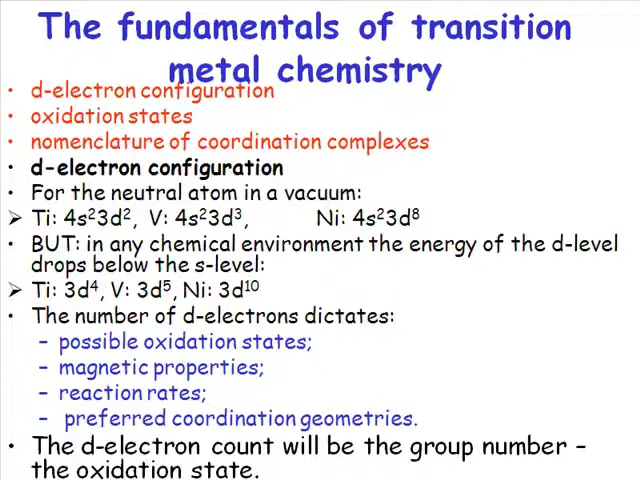 The fundamentals of transition
metal chemistry
• d-electron configuration
• oxidation states
• nomenclature of coordination complexes
• d-electron configuration
• For the neutral atom in a vacuum:
➢ Ti: 4s²3d², V: 4s²3d³, Ni: 4s²3d⁸
• BUT: in any chemical environment the energy of the d-level
drops below the s-level:
➢ Ti: 3d⁴, V: 3d⁵, Ni: 3d¹⁰
• The number of d-electrons dictates:
– possible oxidation states;
– magnetic properties;
– reaction rates;
– preferred coordination geometries.
• The d-electron count will be the group number –
the oxidation state.